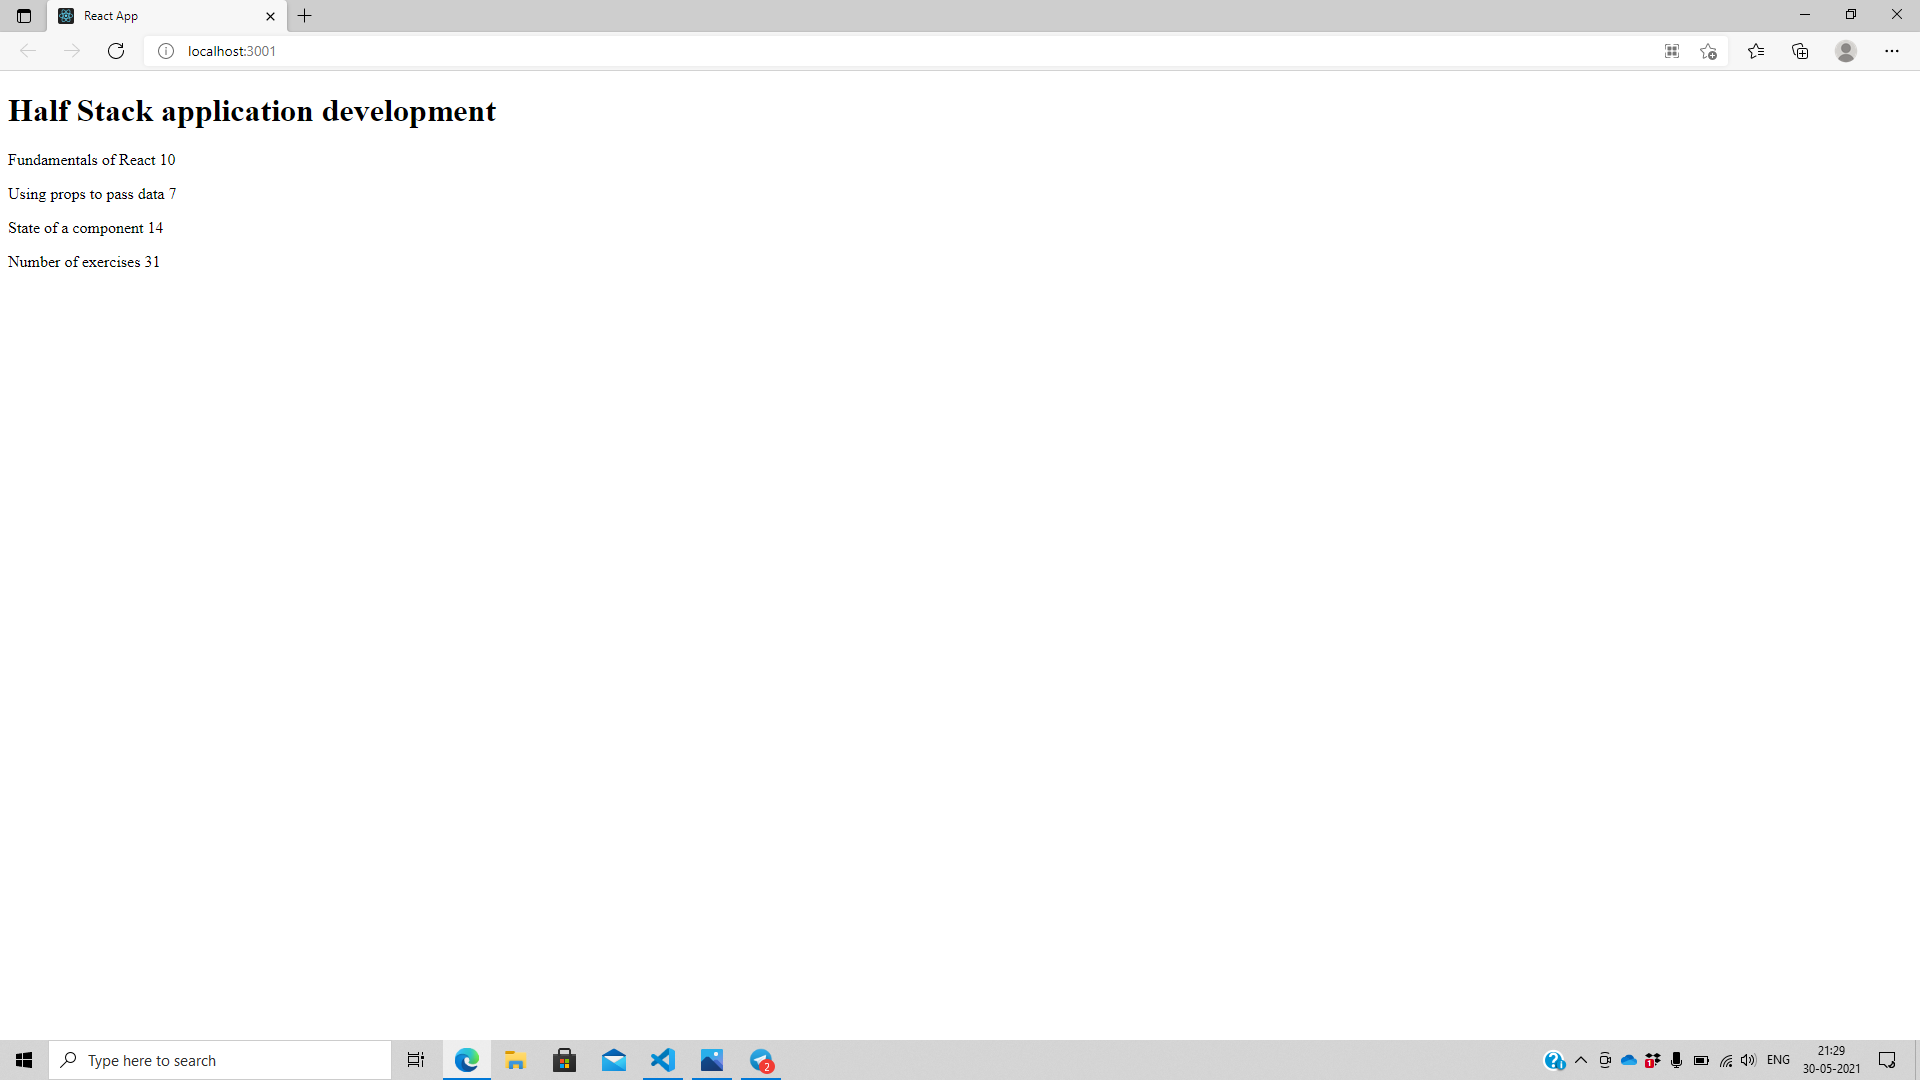 React App
localhost:3001
Half Stack application development
Fundamentals of React 10
Using props to pass data 7
State of a component 14
Number of exercises 31
Type here to search
2
1
ENG
21:29
30-05-2021